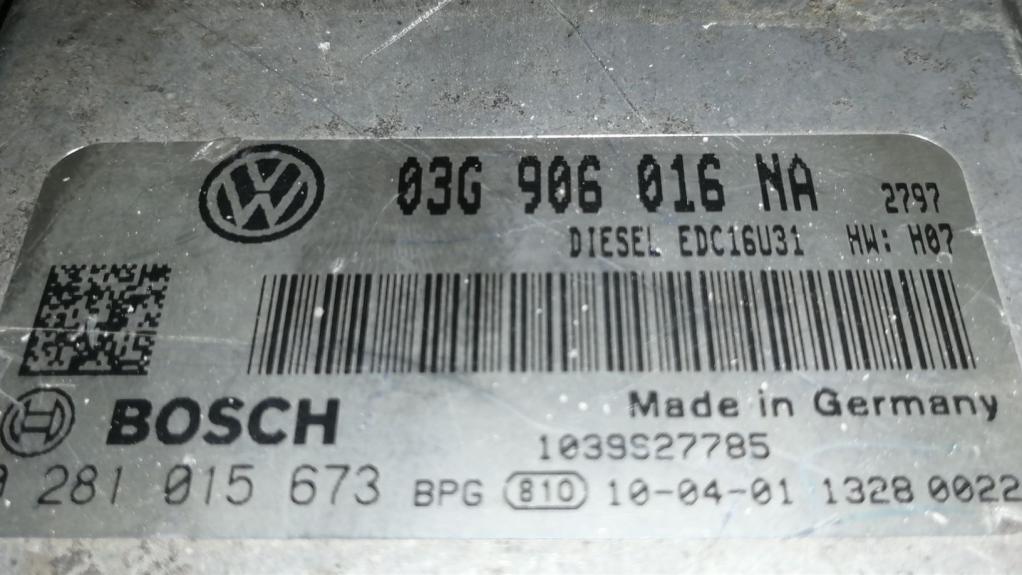 03G 906 016 NA 2797
DIESEL EDC16U31 HW: H07
BOSCH
Made in Germany
1039S27785
0 281 015 673 BPG 810 10-04-01 1328 0022